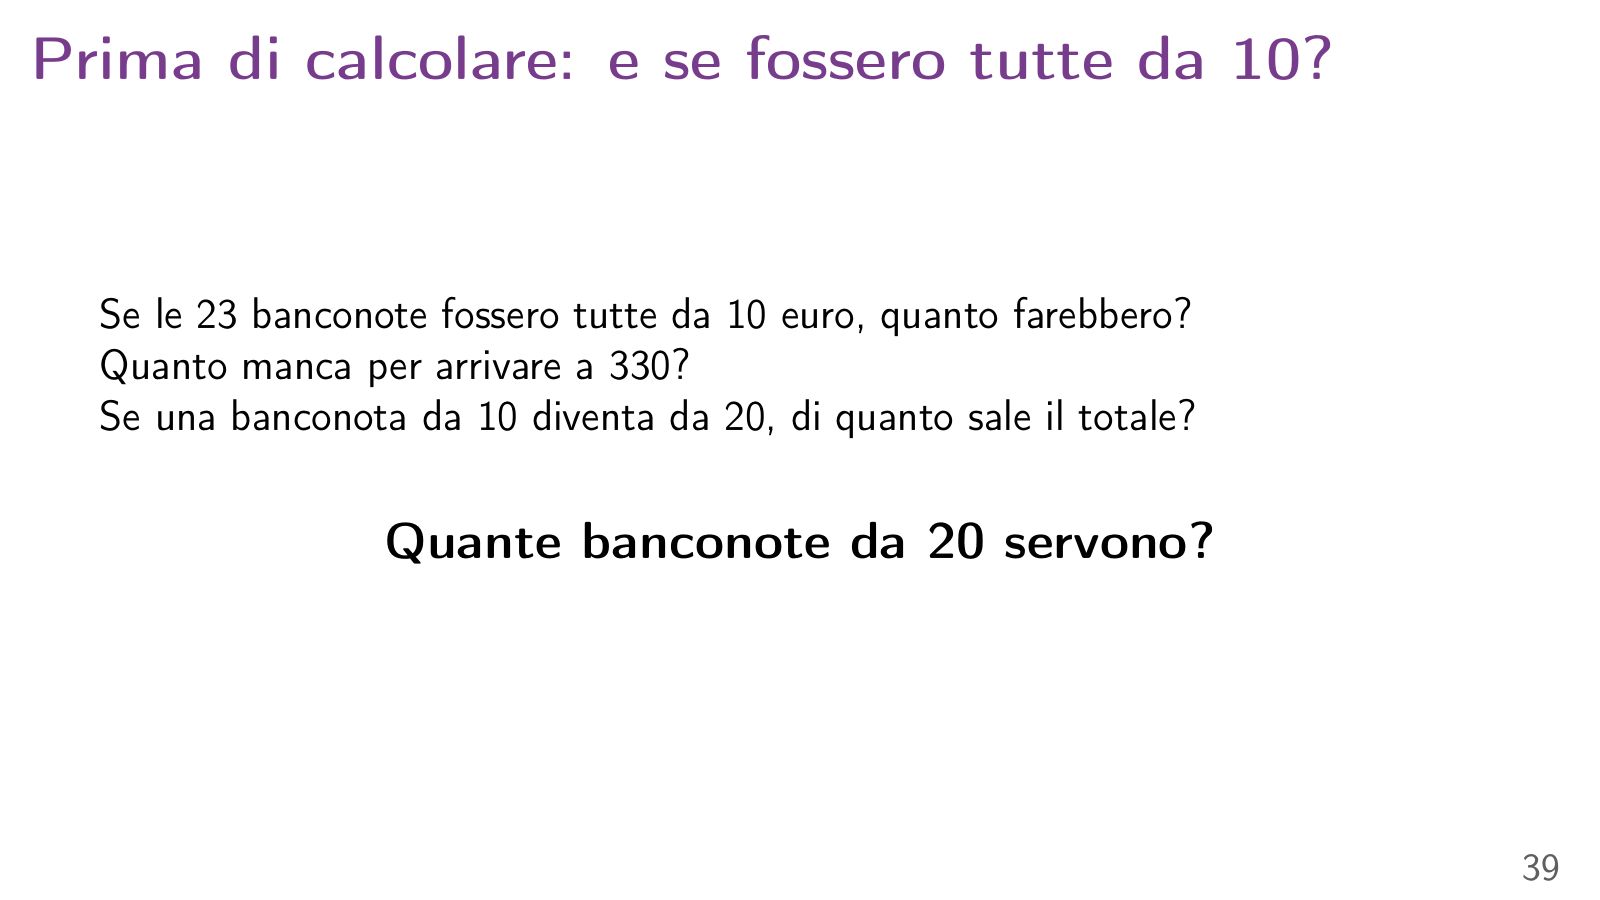 Prima di calcolare: e se fossero tutte da 10?
Se le 23 banconote fossero tutte da 10 euro, quanto farebbero?
Quanto manca per arrivare a 330?
Se una banconota da 10 diventa da 20, di quanto sale il totale?
Quante banconote da 20 servono?
39